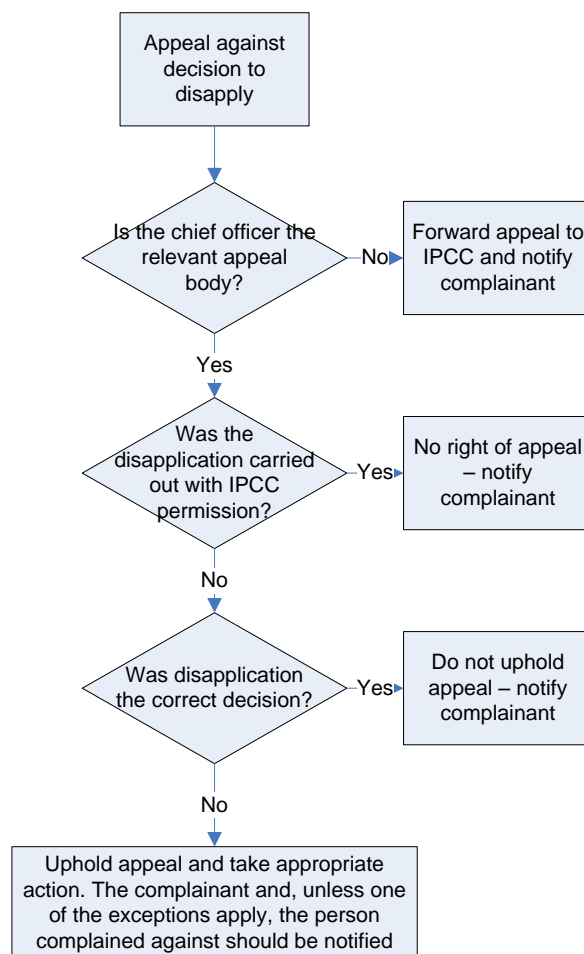 Appeal against
decision to
disapply
Is the chief officer the
relevant appeal
body?
No
Forward appeal to
IPCC and notify
complainant
Yes
Was the
disapplication carried
out with IPCC
permission?
Yes
No right of appeal
– notify
complainant
No
Was disapplication
the correct decision?
Yes
Do not uphold
appeal – notify
complainant
No
Uphold appeal and take appropriate
action. The complainant and, unless one
of the exceptions apply, the person
complained against should be notified